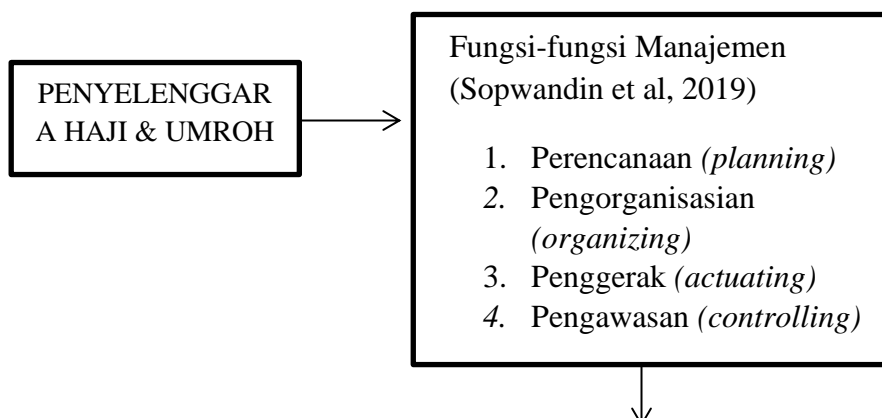 PENYELENGGAR
A HAJI & UMROH
Fungsi-fungsi Manajemen
(Sopwandin et al, 2019)
1. Perencanaan (planning)
2. Pengorganisasian
(organizing)
3. Penggerak (actuating)
4. Pengawasan (controlling)